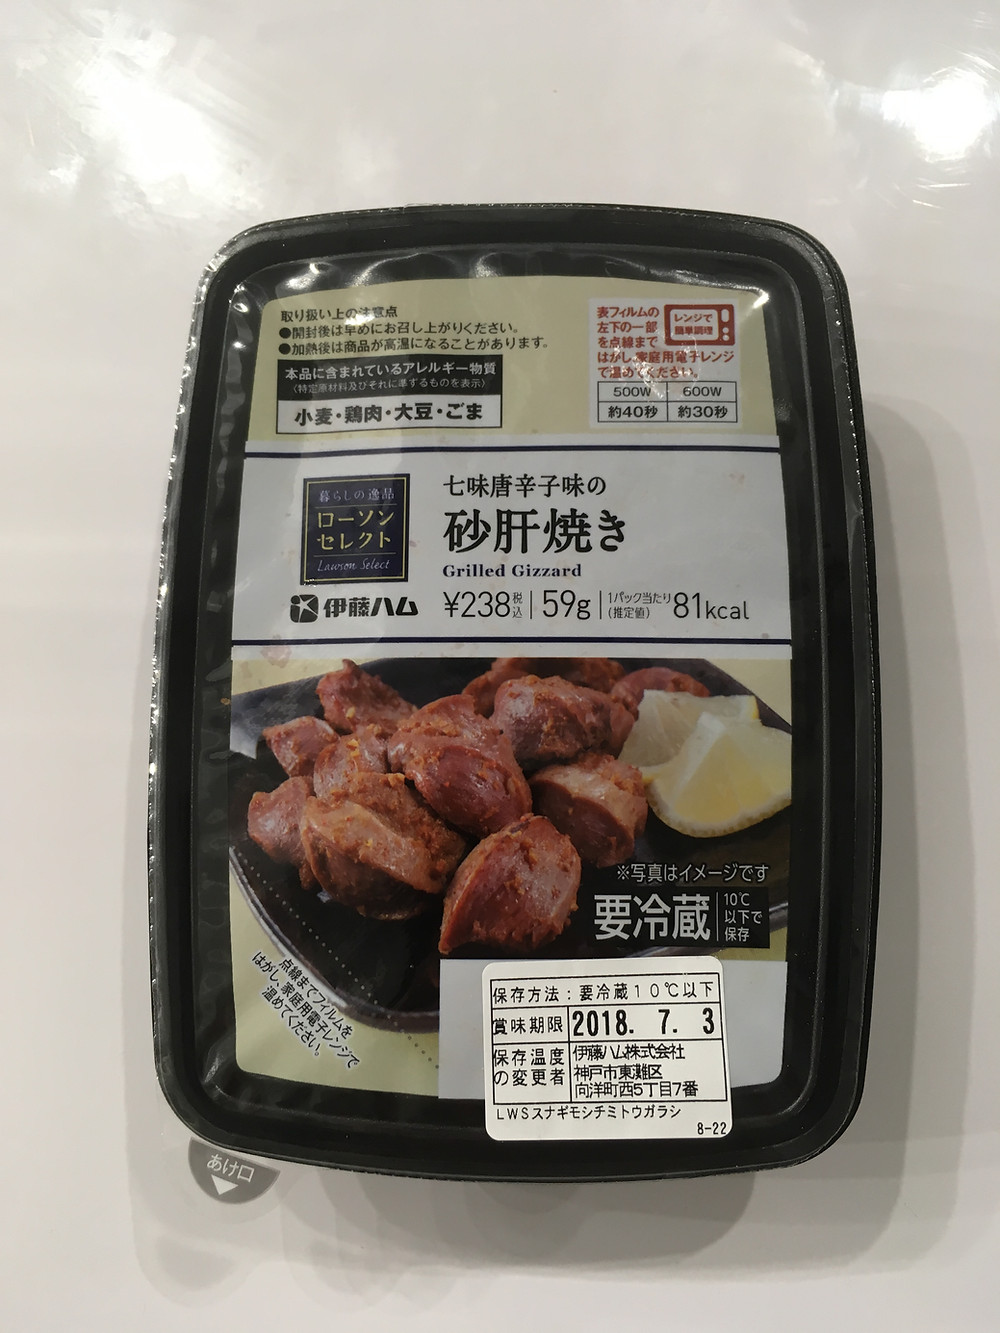 取り扱い上の注意点
●開封後は早めにお召し上がりください。
●加熱後は商品が高温になることがあります。
本品に含まれているアレルギー物質
〈特定原材料及びそれに準ずるものを表示〉
小麦・鶏肉・大豆・ごま
表フィルムの
左下の一部
を点線まで
はがし、家庭用電子レンジ
で温めてください。
レンジで
簡単調理
500W 600W
約40秒 約30秒
暮らしの逸品
ローソン
セレクト
Lawson Select
伊藤ハム
七味唐辛子味の
砂肝焼き
Grilled Gizzard
¥238税込 59g 1パック当たり(推定値) 81kcal
※写真はイメージです
要冷蔵 10℃以下で保存
点線までフィルムを
はがし、家庭用電子レンジで
温めてください。
保存方法：要冷蔵10℃以下
賞味期限 2018. 7. 3
保存温度の変更者
伊藤ハム株式会社
神戸市東灘区
向洋町西5丁目7番
LWSスナギモシチミトウガラシ
8-22
あけ口